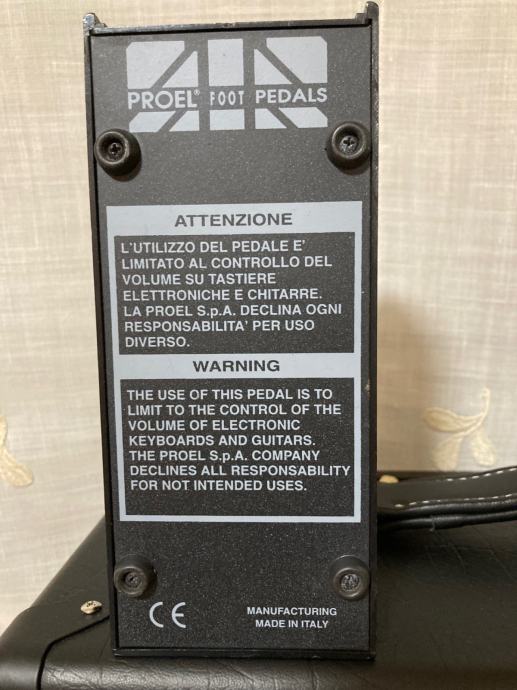 PROEL® FOOT PEDALS
ATTENZIONE
L'UTILIZZO DEL PEDALE E'
LIMITATO AL CONTROLLO DEL
VOLUME SU TASTIERE
ELETTRONICHE E CHITARRE.
LA PROEL S.p.A. DECLINA OGNI
RESPONSABILITA' PER USO
DIVERSO.
WARNING
THE USE OF THIS PEDAL IS TO
LIMIT TO THE CONTROL OF THE
VOLUME OF ELECTRONIC
KEYBOARDS AND GUITARS.
THE PROEL S.p.A. COMPANY
DECLINES ALL RESPONSABILITY
FOR NOT INTENDED USES.
CE
MANUFACTURING
MADE IN ITALY